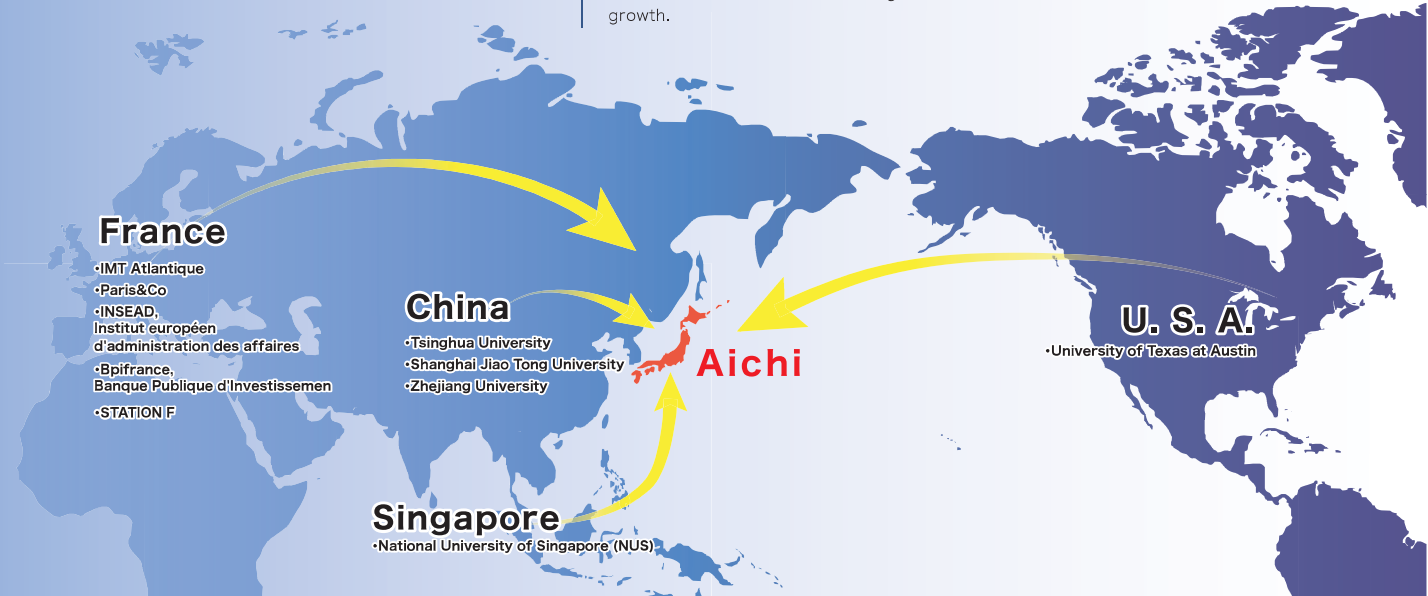 growth.
France
•IMT Atlantique
•Paris&Co
•INSEAD,
Institut européen
d'administration des affaires
•Bpifrance,
Banque Publique d'Investissemen
•STATION F
China
•Tsinghua University
•Shanghai Jiao Tong University
•Zhejiang University
Aichi
U. S. A.
•University of Texas at Austin
Singapore
•National University of Singapore (NUS)